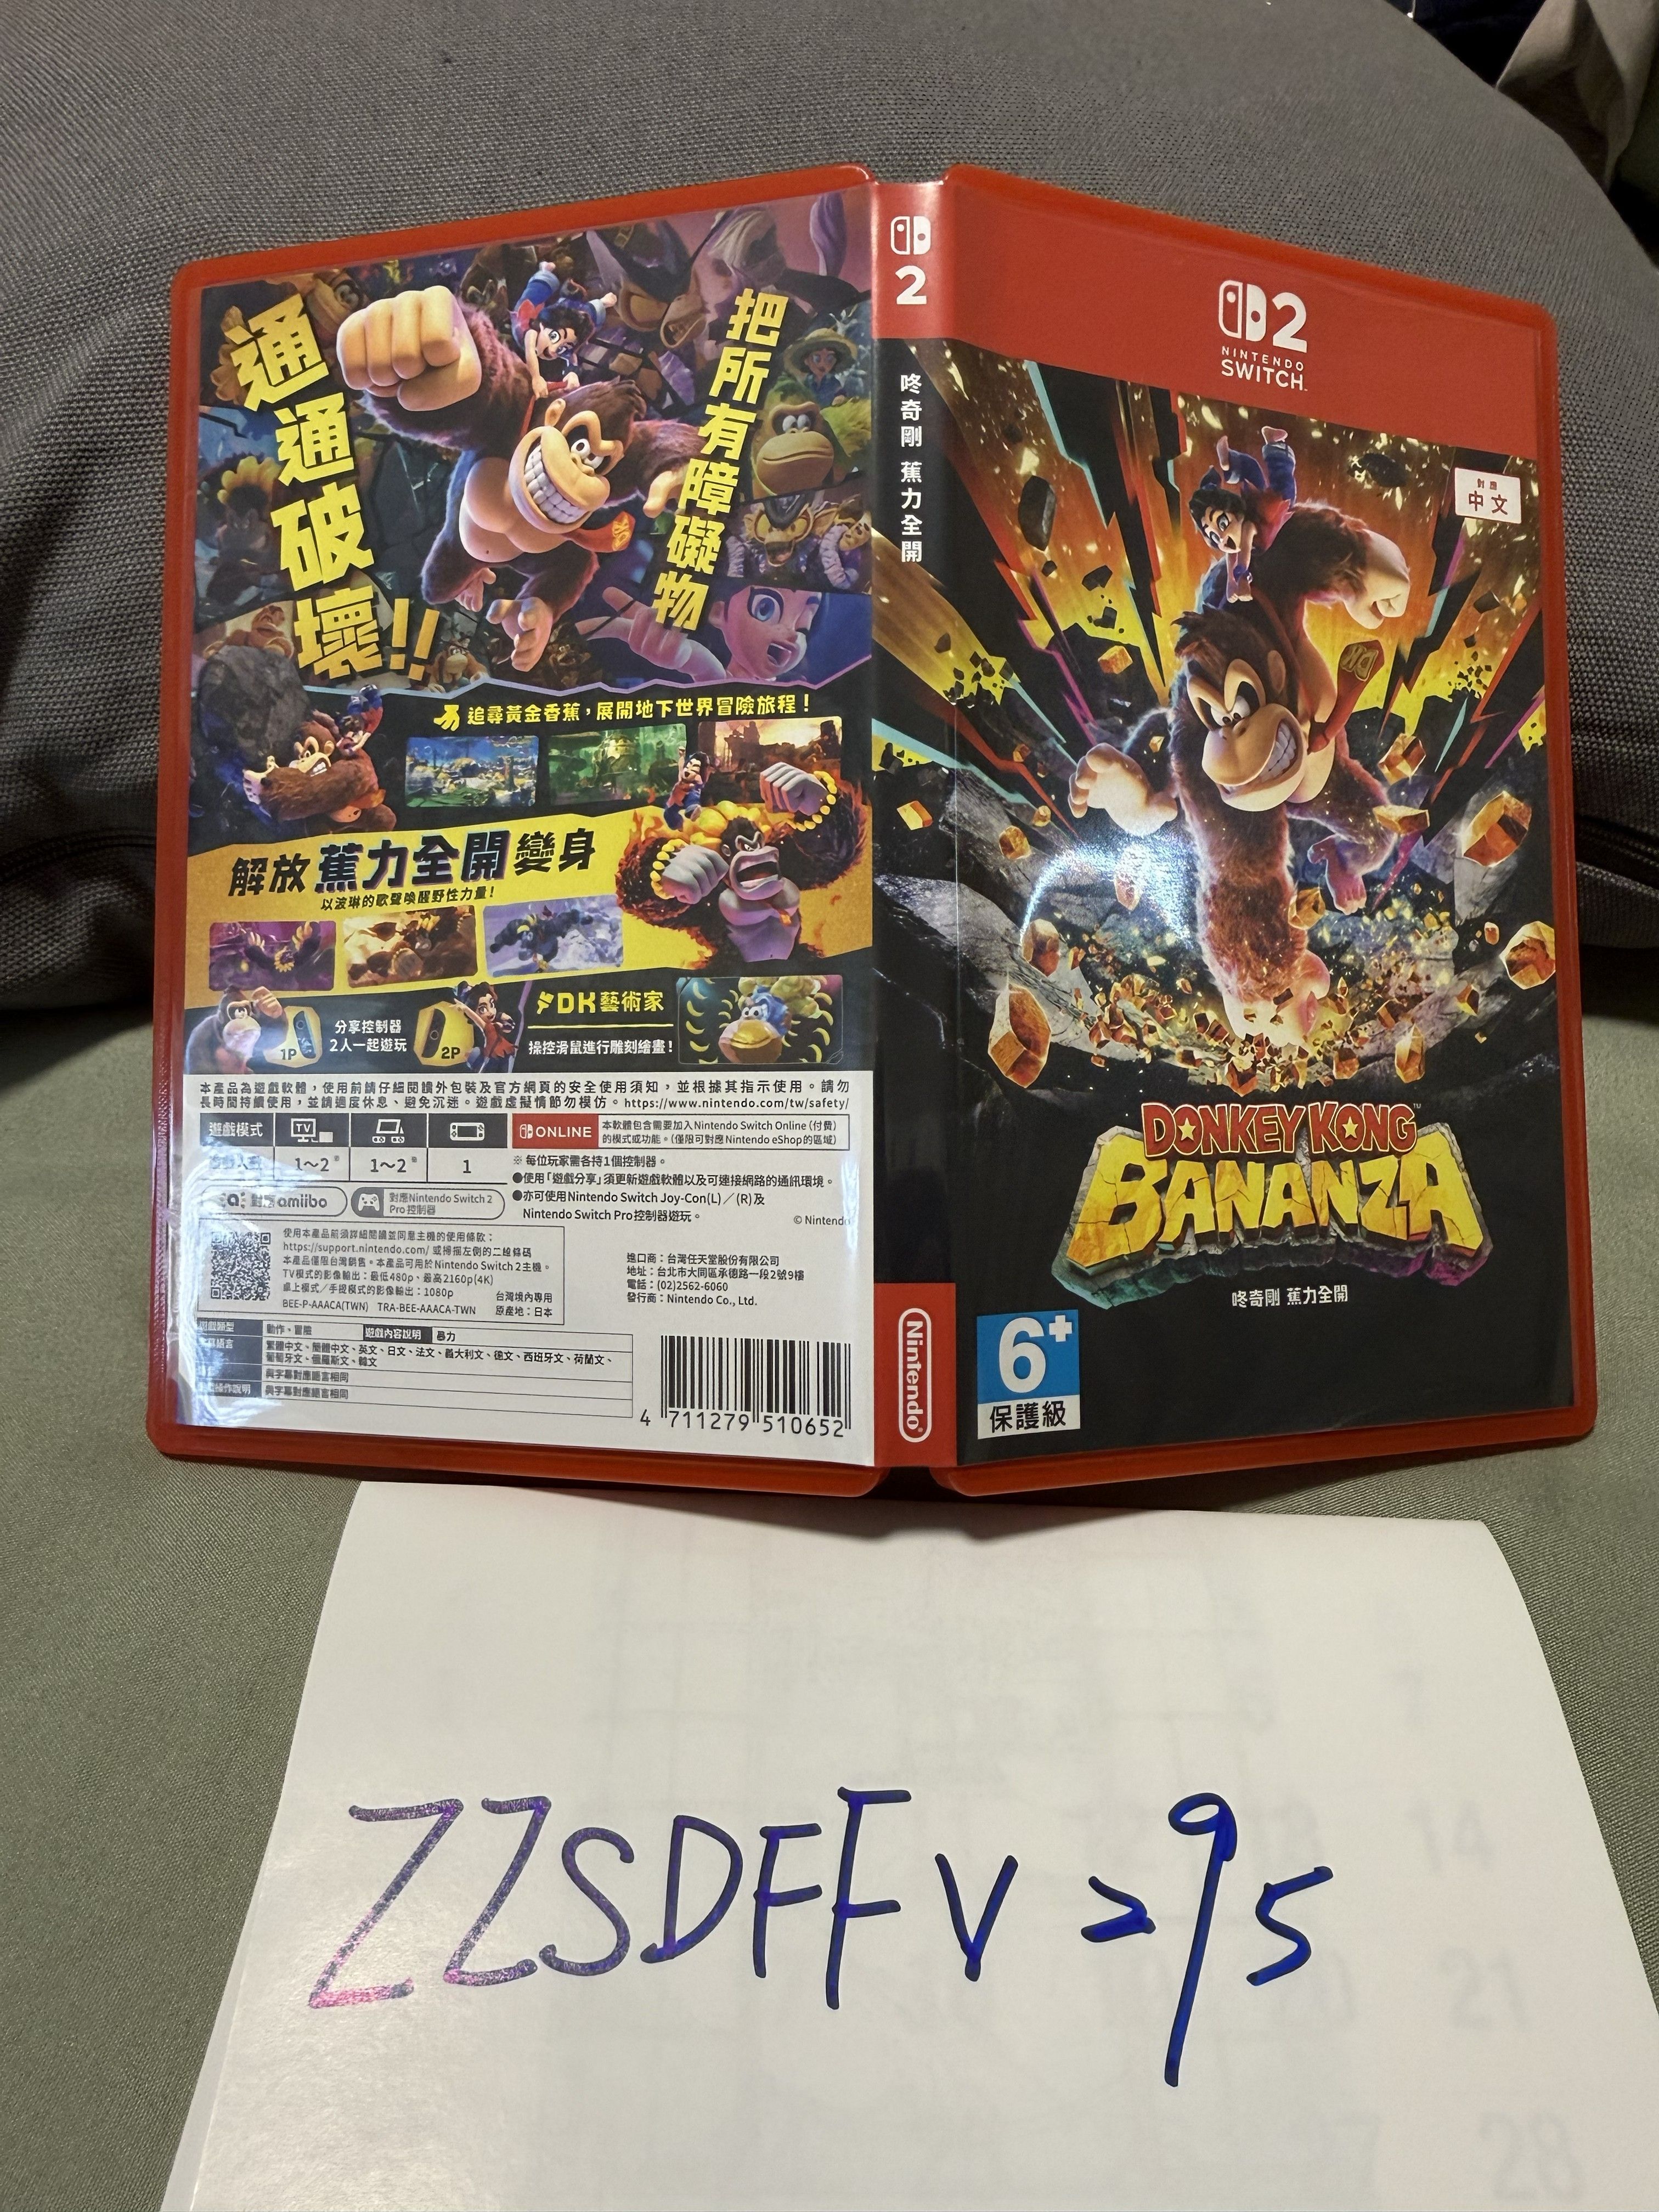 通通破壞!!
把所有障礙物
追尋黃金香蕉，展開地下世界冒險旅程！
解放蕉力全開變身
以波琳的歌聲喚醒野性力量！
1P
分享控制器
2人一起遊玩
2P
DK藝術家
操控滑鼠進行雕刻繪畫！
本產品為遊戲軟體，使用前請仔細閱讀外包裝及官方網頁的安全使用須知，並根據其指示使用。請勿
長時間持續使用，並請適度休息、避免沉迷。遊戲虛擬情節勿模仿。https://www.nintendo.com/tw/safety/
遊戲模式
TV
1～2※
1～2※
1
ONLINE
本軟體包含需要加入Nintendo Switch Online（付費）
的模式或功能。（僅限可對應Nintendo eShop的區域）
※ 每位玩家需各持1個控制器。
●使用「遊戲分享」須更新遊戲軟體以及可連接網路的通訊環境。
●亦可使用Nintendo Switch Joy-Con(L)／(R)及
Nintendo Switch Pro控制器遊玩。
© Nintendo
對應amiibo
對應Nintendo Switch 2
Pro控制器
使用本產品前須詳細閱讀並同意主機的使用條款：
https://support.nintendo.com/ 或掃描左側的二維條碼
本產品僅限台灣銷售。本產品可用於Nintendo Switch 2主機。
TV模式的影像輸出：最低480p、最高2160p(4K)
桌上模式／手提模式的影像輸出：1080p
台灣境內專用
BEE-P-AAACA(TWN) TRA-BEE-AAACA-TWN
原產地：日本
進口商：台灣任天堂股份有限公司
地址：台北市大同區承德路一段2號9樓
電話：(02)2562-6060
發行商：Nintendo Co., Ltd.
遊戲類型
動作、冒險
遊戲內容說明
暴力
繁體中文、簡體中文、英文、日文、法文、義大利文、德文、西班牙文、荷蘭文、
葡萄牙文、俄羅斯文、韓文
與字幕對應語言相同
操作說明
與字幕對應語言相同
4 711279 510652
2
咚奇剛 蕉力全開
Nintendo
2
NINTENDO
SWITCH
對應
中文
DK
DONKEY KONG
BANANZA
咚奇剛 蕉力全開
6+
保護級
ZZSDFFV=95